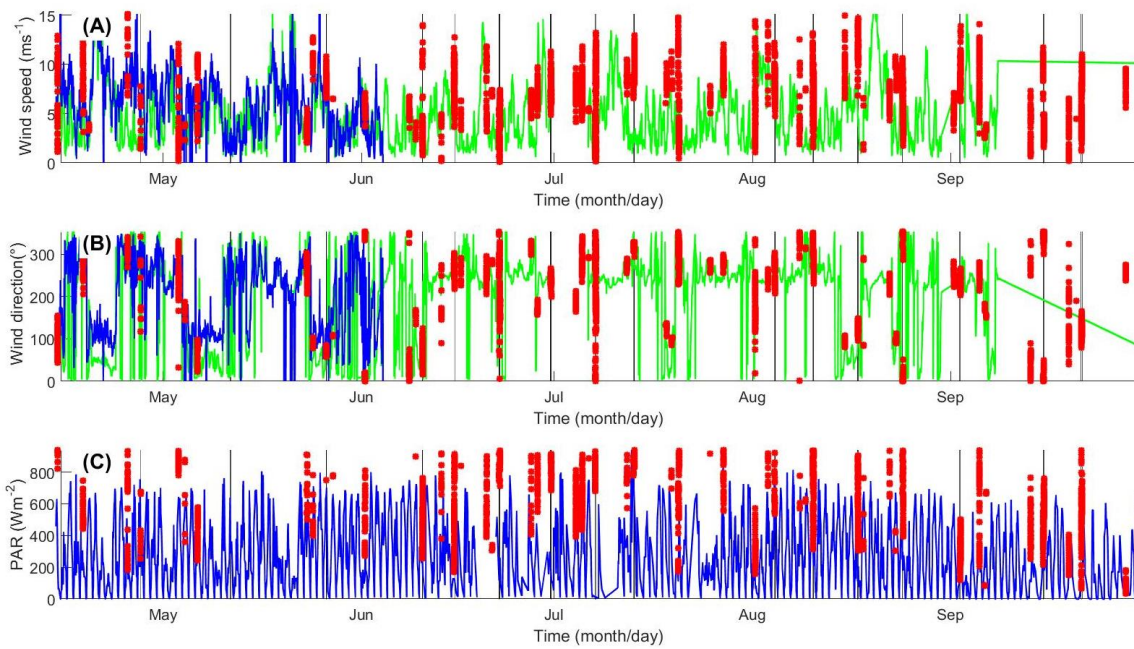 (A)
Wind speed (ms⁻¹)
15
10
5
0
May Jun Jul Aug Sep
Time (month/day)
(B)
Wind direction(°)
300
200
100
0
May Jun Jul Aug Sep
Time (month/day)
(C)
PAR (Wm⁻²)
800
600
400
200
0
May Jun Jul Aug Sep
Time (month/day)